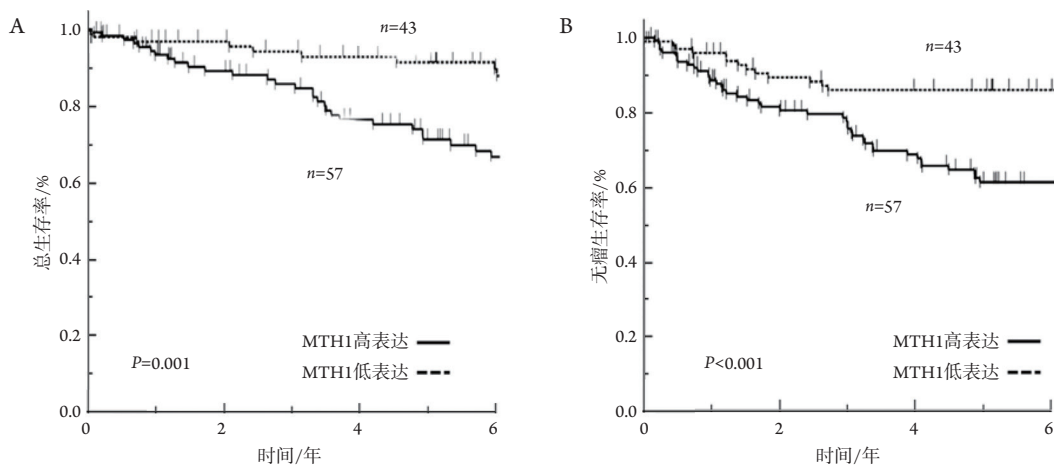 A
总生存率/%
1.0
0.8
0.6
0.4
0.2
0.0
n=43
n=57
MTH1高表达
MTH1低表达
P=0.001
0
2
4
6
时间/年
B
无瘤生存率/%
1.0
0.8
0.6
0.4
0.2
0.0
n=43
n=57
MTH1高表达
MTH1低表达
P<0.001
0
2
4
6
时间/年